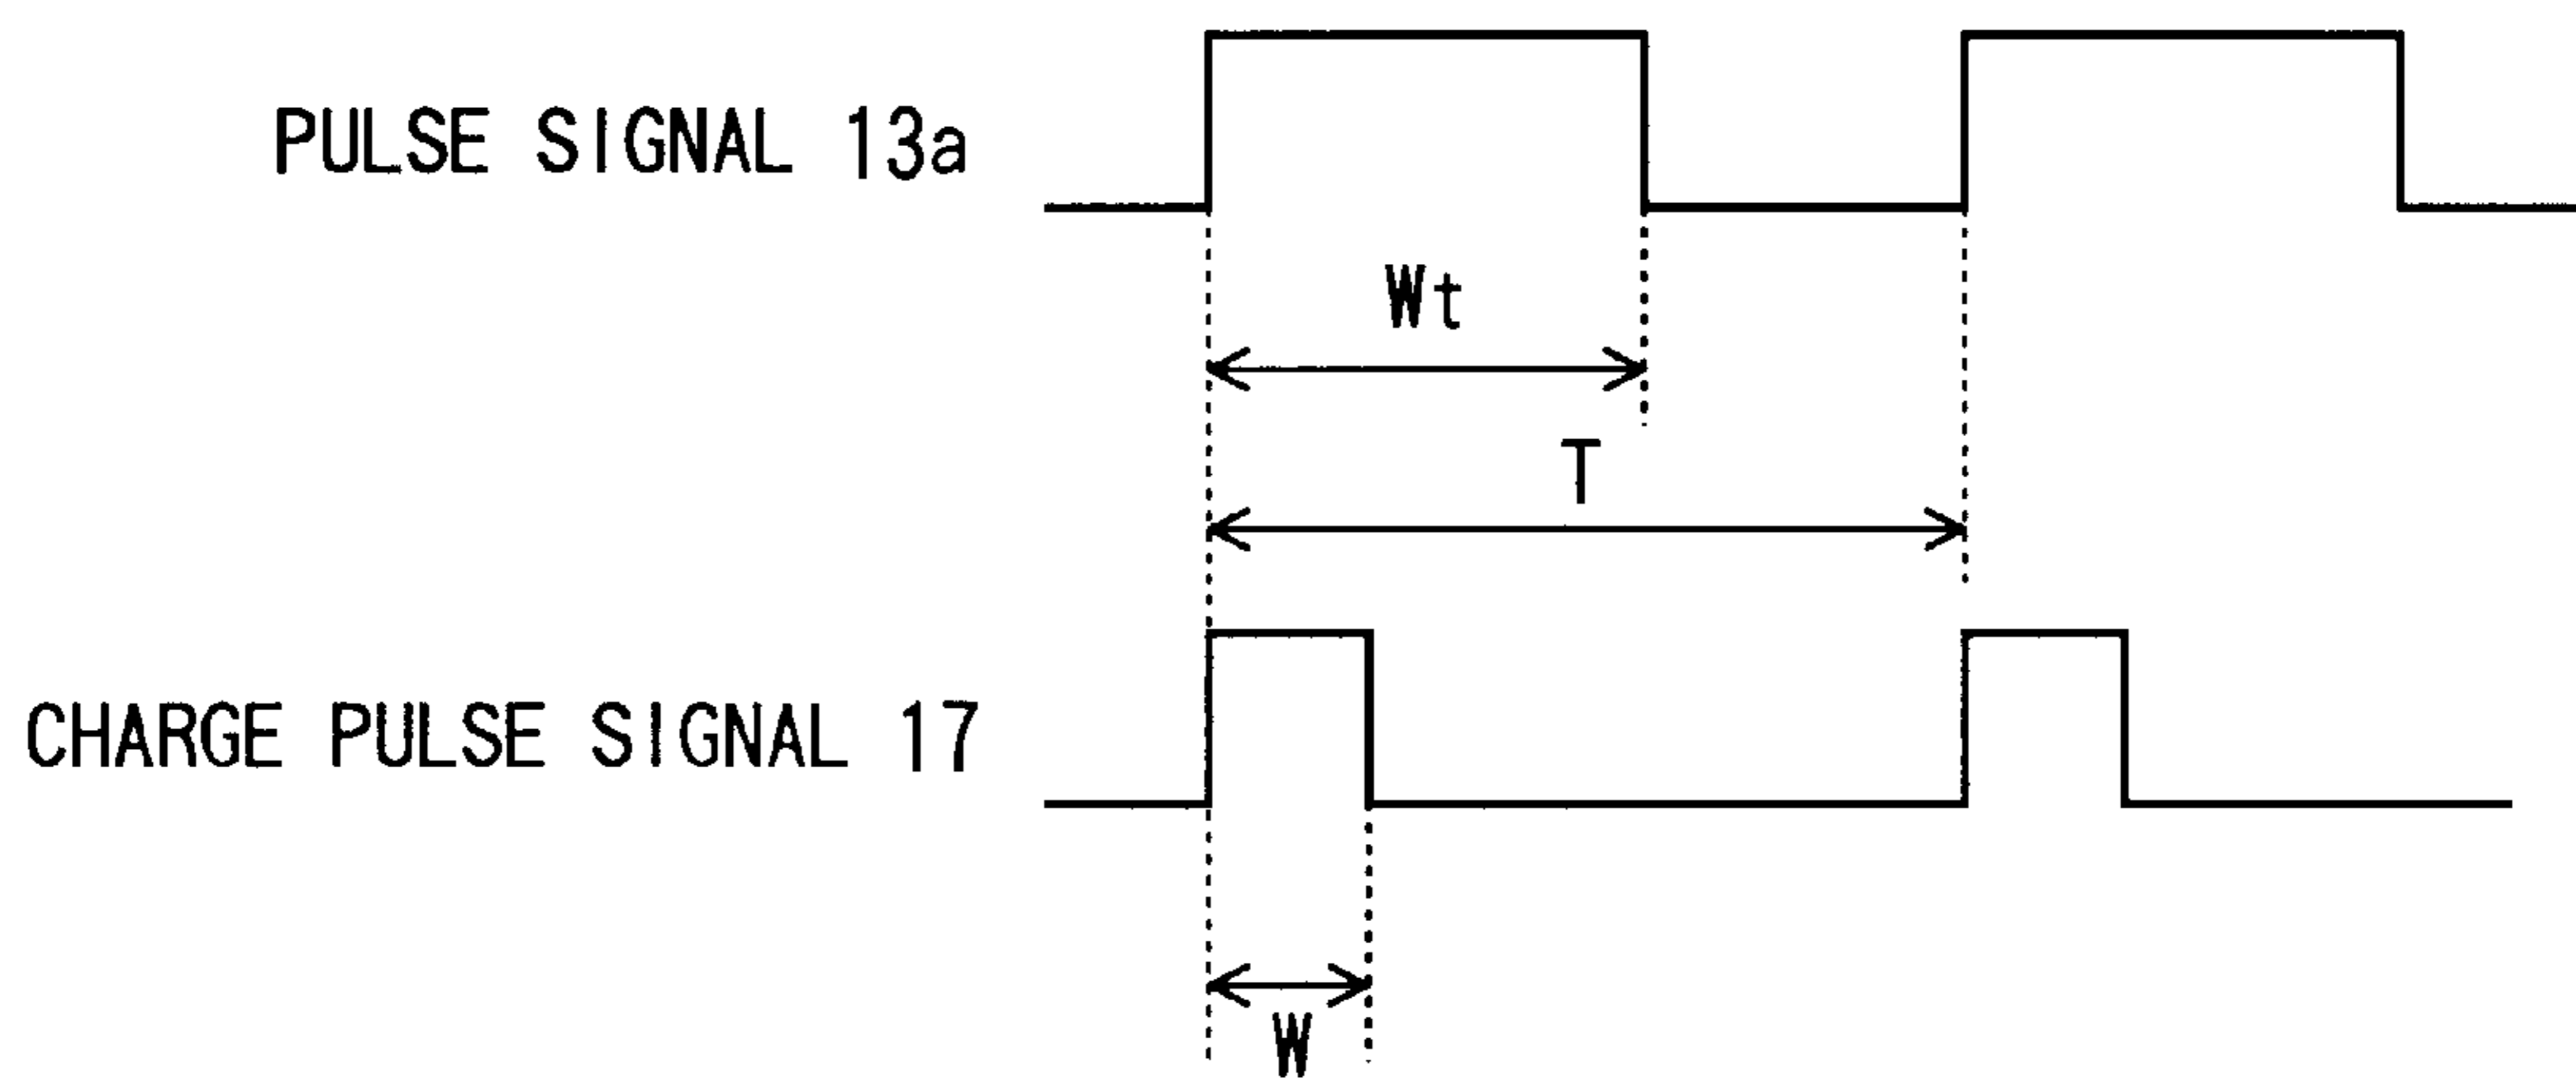 PULSE SIGNAL 13a
Wt
T
CHARGE PULSE SIGNAL 17
W